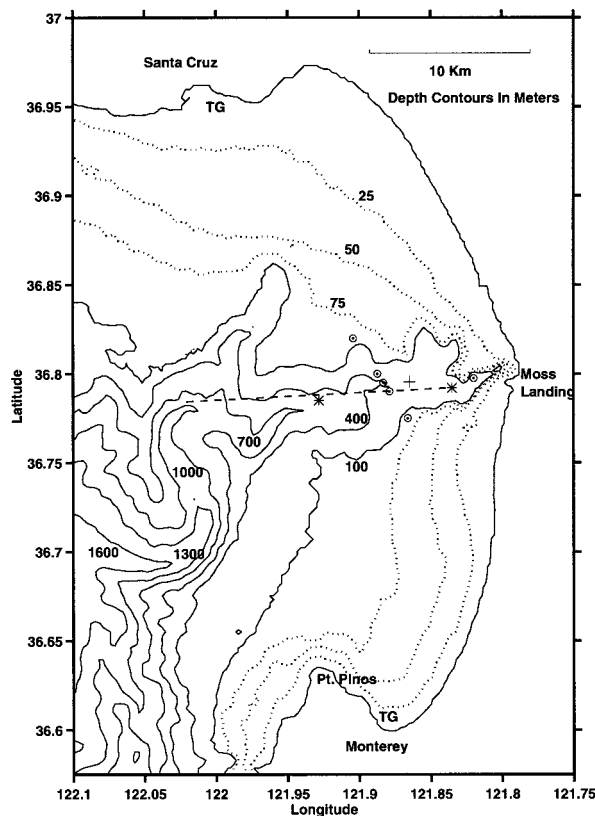 37
Santa Cruz
10 Km
36.95
TG
Depth Contours In Meters
36.9
25
50
36.85
75
36.8
Moss
Landing
Latitude
400
700
36.75
100
1000
36.7
1600
1300
36.65
Pt. Pinos
TG
36.6
Monterey
122.1
122.05
122
121.95
121.9
121.85
121.8
121.75
Longitude